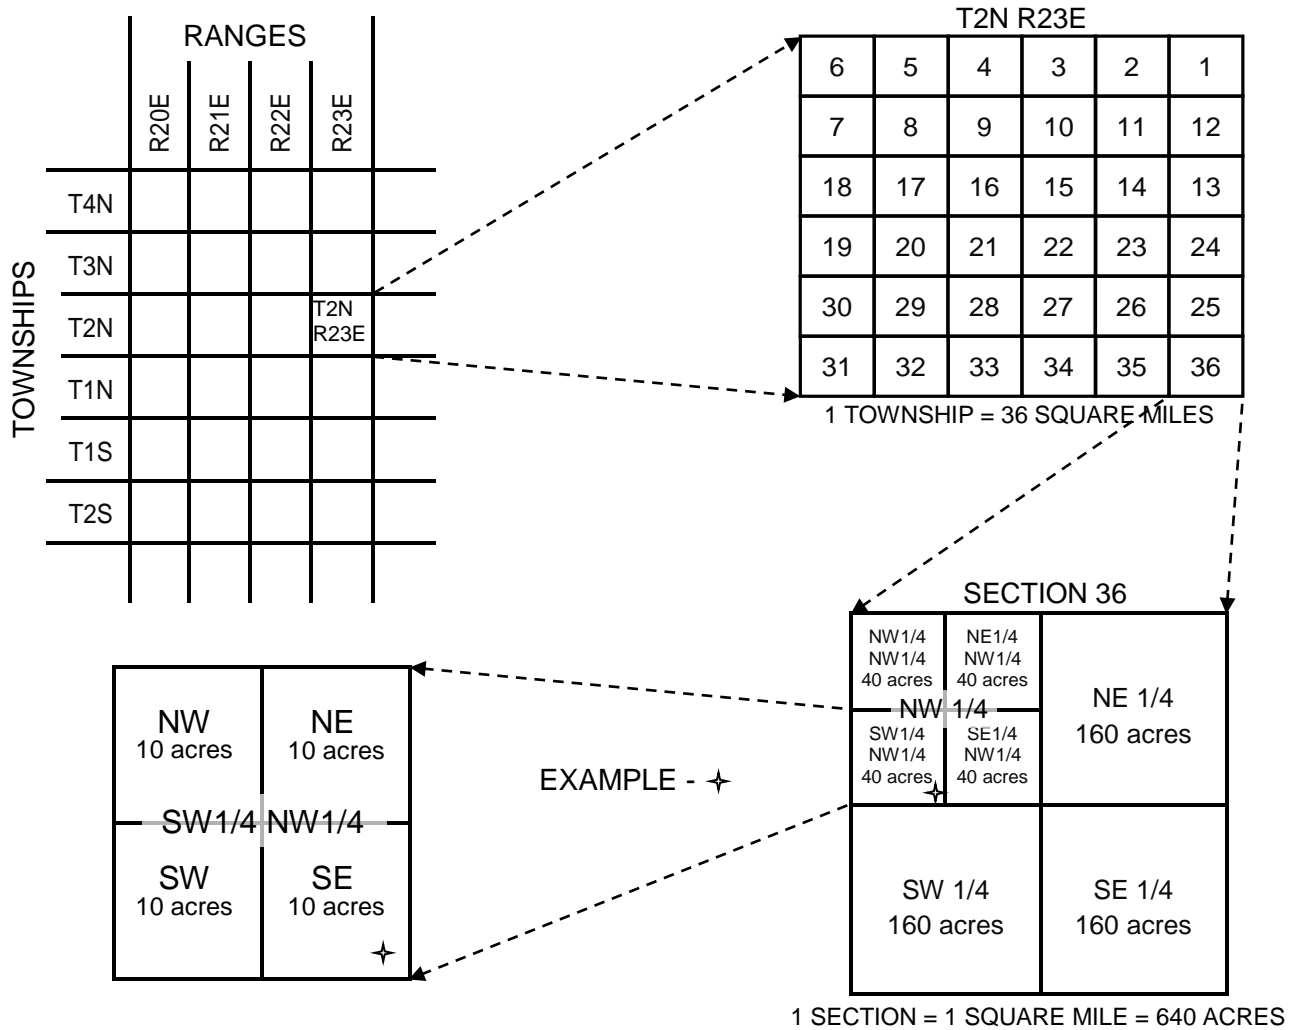 RANGES
R20E
R21E
R22E
R23E
TOWNSHIPS
T4N
T3N
T2N
T1N
T1S
T2S
T2N
R23E
T2N R23E
6 5 4 3 2 1
7 8 9 10 11 12
18 17 16 15 14 13
19 20 21 22 23 24
30 29 28 27 26 25
31 32 33 34 35 36
1 TOWNSHIP = 36 SQUARE MILES
SECTION 36
NW1/4
NW1/4
40 acres
NE1/4
NW1/4
40 acres
NW 1/4
SW1/4
NW1/4
40 acres
SE1/4
NW1/4
40 acres
NE 1/4
160 acres
SW 1/4
160 acres
SE 1/4
160 acres
1 SECTION = 1 SQUARE MILE = 640 ACRES
EXAMPLE -
NW
10 acres
NE
10 acres
SW1/4 NW1/4
SW
10 acres
SE
10 acres